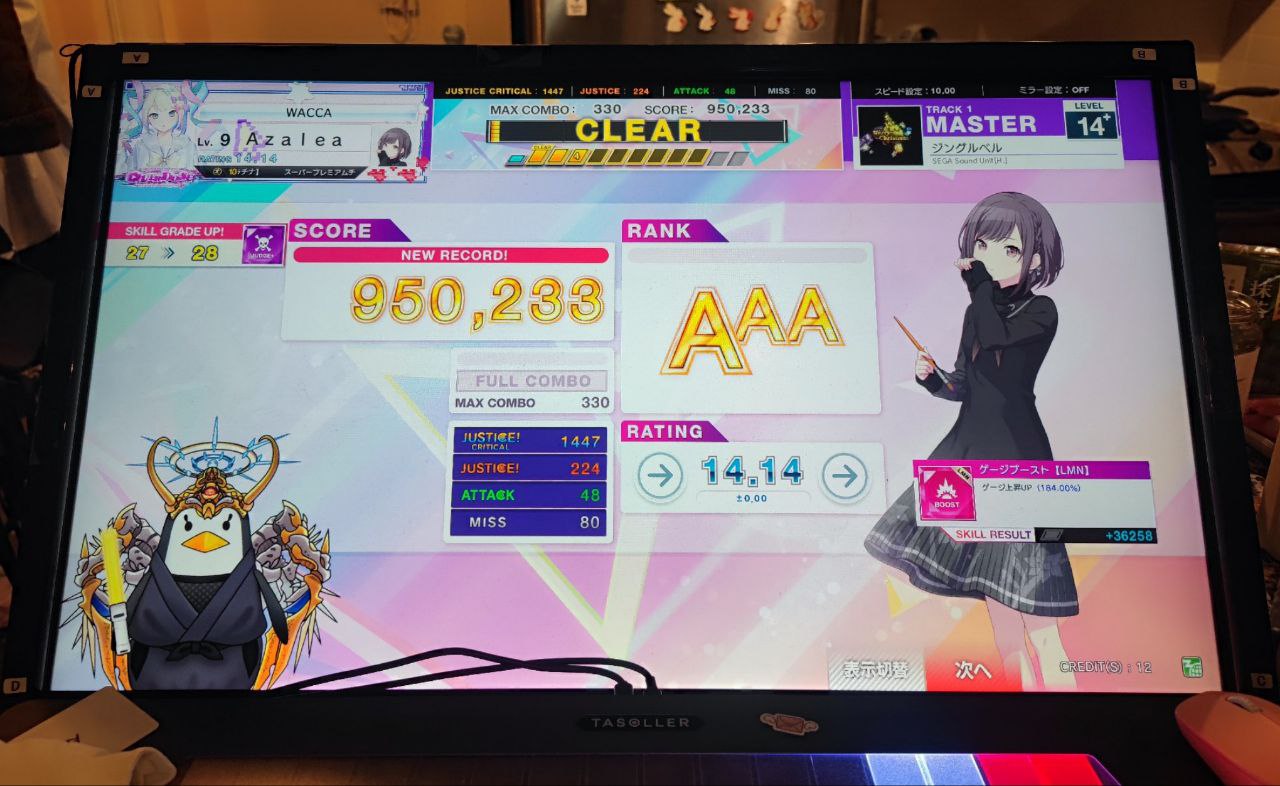 A
B
A
B
WACCA
Lv. 9 Azalea
RATING 14.14
スーパープレミアムチ
JUSTICE CRITICAL : 1447 | JUSTICE : 224 | ATTACK : 48 | MISS : 80
MAX COMBO : 330 SCORE : 950,233
CLEAR
CLEAR
スピード設定 : 10.00 | ミラー設定 : OFF
TRACK 1
MASTER
LEVEL
14+
ジングルベル
SEGA Sound Unit[H.]
SKILL GRADE UP!
27 28
JUDGE+
SCORE
NEW RECORD!
950,233
RANK
AAA
FULL COMBO
MAX COMBO 330
JUSTICE! CRITICAL 1447
JUSTICE! 224
ATTACK 48
MISS 80
RATING
14.14
±0.00
ゲージブースト【LMN】
ゲージ上昇UP (184.00%)
BOOST
SKILL RESULT +36258
表示切替
次へ
CREDIT(S) : 12
D
C
TASOLLER